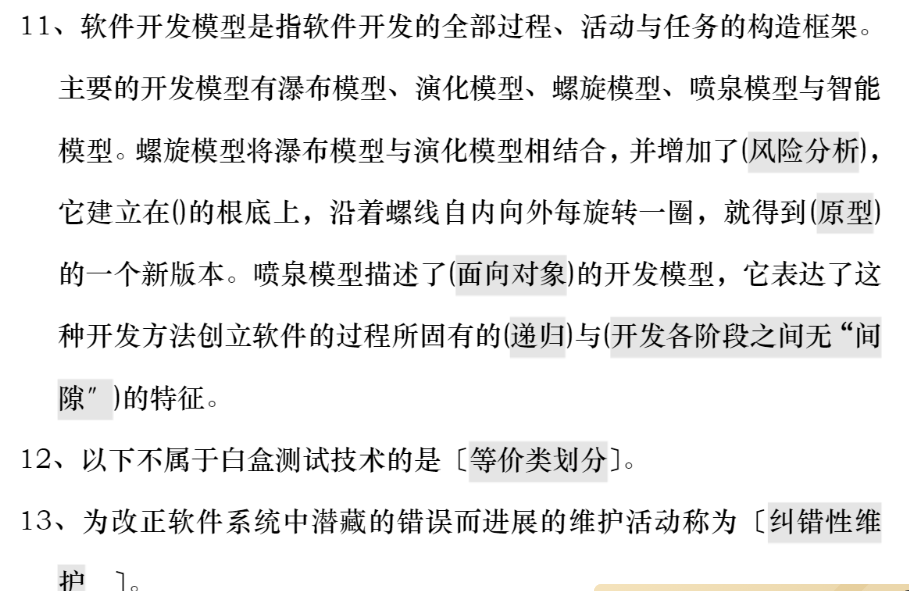 11、软件开发模型是指软件开发的全部过程、活动与任务的构造框架。
主要的开发模型有瀑布模型、演化模型、螺旋模型、喷泉模型与智能
模型。螺旋模型将瀑布模型与演化模型相结合，并增加了(风险分析)，
它建立在()的根底上，沿着螺线自内向外每旋转一圈，就得到(原型)
的一个新版本。喷泉模型描述了(面向对象)的开发模型，它表达了这
种开发方法创立软件的过程所固有的(递归)与(开发各阶段之间无“间
隙″ )的特征。
12、以下不属于白盒测试技术的是〔等价类划分〕。
13、为改正软件系统中潜藏的错误而进展的维护活动称为〔纠错性维
护 〕。